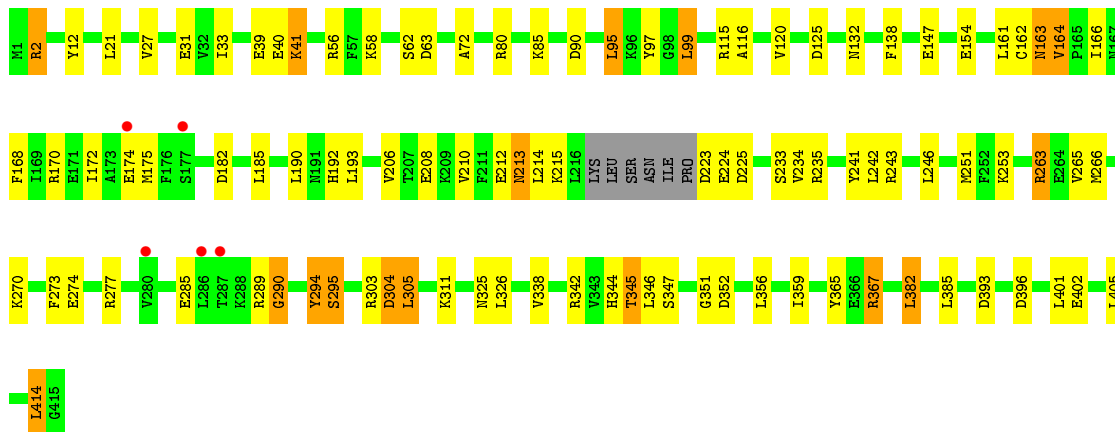 M1 R2 Y12 L21 V27 E31 V32 I33 E39 E40 K41 R56 F57 K58 S62 D63 A72 R80 K85 D90 L95 K96 Y97 G98 L99 R115 A116 V120 D125 N132 F138 E147 E154 L161 C162 N163 V164 P165 I166 N167
F168 I169 R170 E171 I172 A173 E174 M175 F176 S177 D182 L185 L190 N191 H192 L193 V206 T207 E208 K209 V210 F211 E212 N213 L214 K215 L216 LYS LEU SER ASN ILE PRO D223 E224 D225 S233 V234 R235 Y241 L242 R243 L246 M251 F252 K253 R263 E264 V265 M266
K270 F273 E274 R277 V280 E285 L286 T287 K288 R289 G290 Y294 S295 R303 D304 L305 K311 N325 L326 V338 R342 V343 H344 T345 L346 S347 G351 D352 L356 I359 Y365 E366 R367 L382 L385 D393 D396 L401 E402 L405
L414 G415